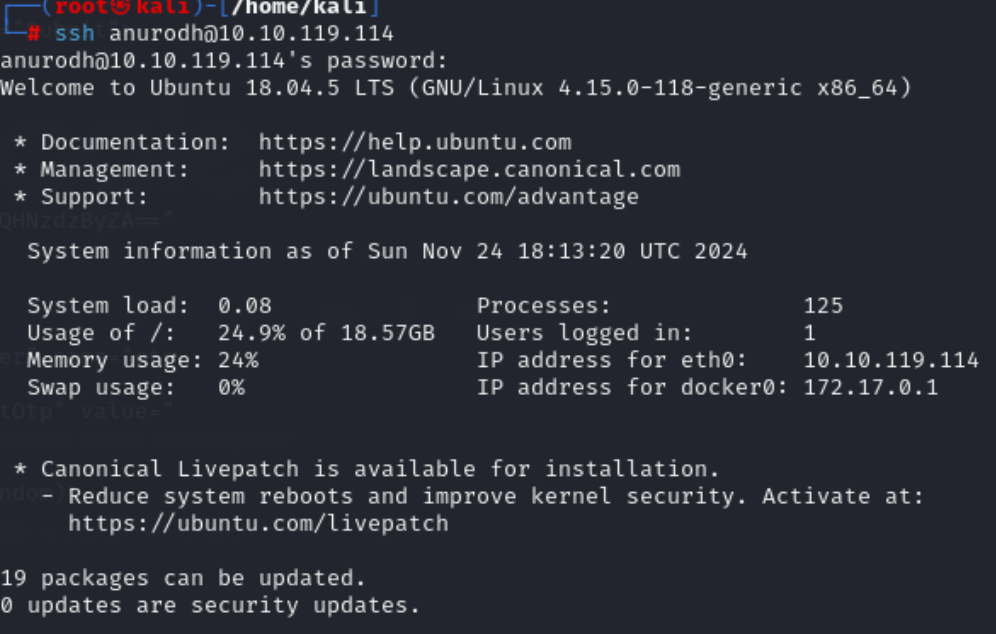 ┌──(root㉿kali)-[/home/kali]
└─# ssh anurodh@10.10.119.114
anurodh@10.10.119.114's password:
Welcome to Ubuntu 18.04.5 LTS (GNU/Linux 4.15.0-118-generic x86_64)
* Documentation:  https://help.ubuntu.com
* Management:     https://landscape.canonical.com
* Support:        https://ubuntu.com/advantage
QHNzdzByZA=="
System information as of Sun Nov 24 18:13:20 UTC 2024
System load:  0.08               Processes:              125
Usage of /:   24.9% of 18.57GB   Users logged in:        1
Memory usage: 24%                IP address for eth0:    10.10.119.114
Swap usage:   0%                 IP address for docker0: 172.17.0.1
tOtp" value="
* Canonical Livepatch is available for installation.
- Reduce system reboots and improve kernel security. Activate at:
https://ubuntu.com/livepatch
19 packages can be updated.
0 updates are security updates.